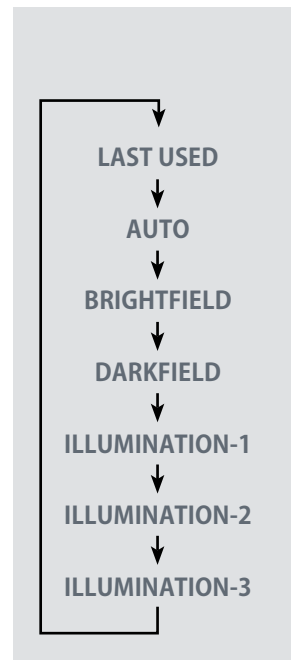 LAST USED
AUTO
BRIGHTFIELD
DARKFIELD
ILLUMINATION-1
ILLUMINATION-2
ILLUMINATION-3